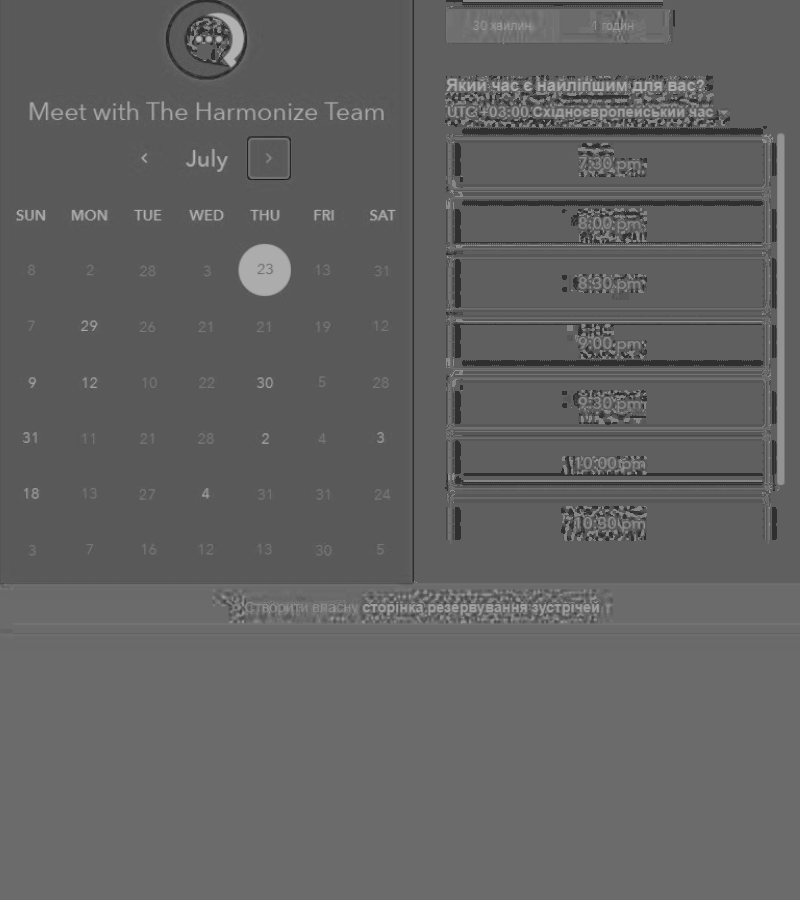 Meet with The Harmonize Team
July
SUN MON TUE WED THU FRI SAT
8 2 28 3 23 13 31
7 29 26 21 21 19 12
9 12 10 22 30 5 28
31 11 21 28 2 4 3
18 13 27 4 31 31 24
3 7 16 12 13 30 5
30 хвилин 1 годин
Який час є найліпшим для вас?
UTC +03:00 Східноєвропейський час
7:30 pm
8:00 pm
8:30 pm
9:00 pm
9:30 pm
10:00 pm
10:30 pm
Створити власну сторінка резервування зустрічей